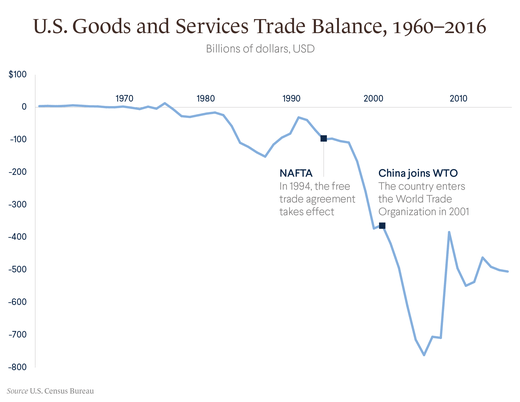 U.S. Goods and Services Trade Balance, 1960–2016
Billions of dollars, USD
$100
1970 1980 1990 2000 2010
0
-100
NAFTA
In 1994, the free
trade agreement
takes effect
China joins WTO
The country enters
the World Trade
Organization in 2001
-200
-300
-400
-500
-600
-700
-800
Source U.S. Census Bureau